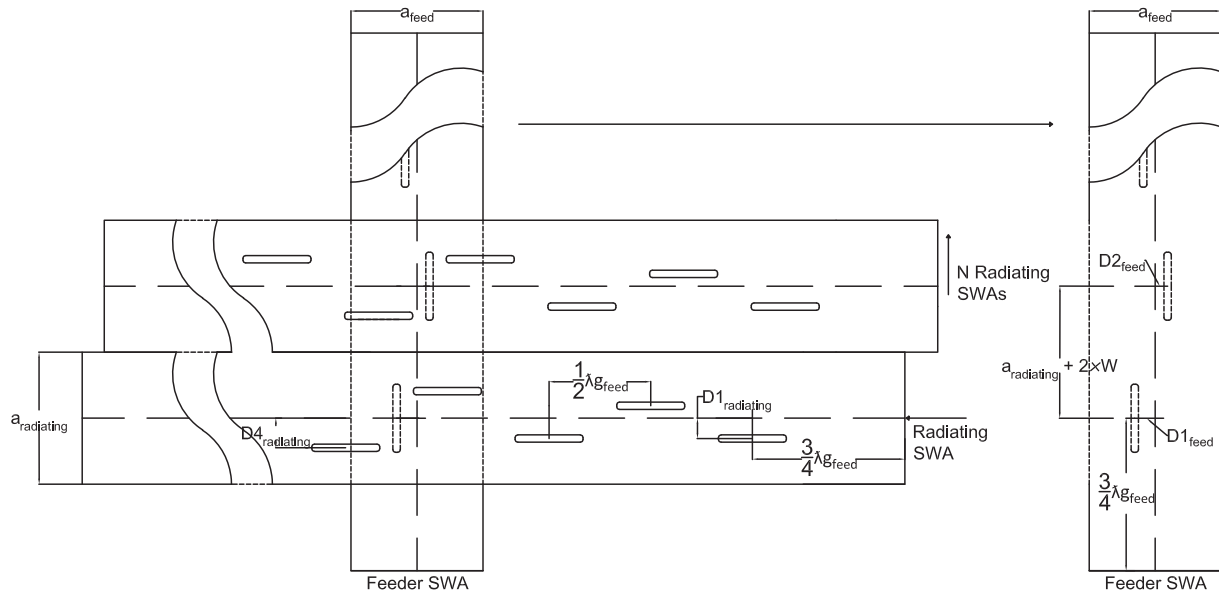 a_feed
a_feed
N Radiating
SWAs
D2_feed
a_radiating + 2×W
1/2 λg_feed
D1_radiating
a_radiating
D4_radiating
Radiating
SWA
D1_feed
3/4 λg_feed
3/4 λg_feed
Feeder SWA
Feeder SWA